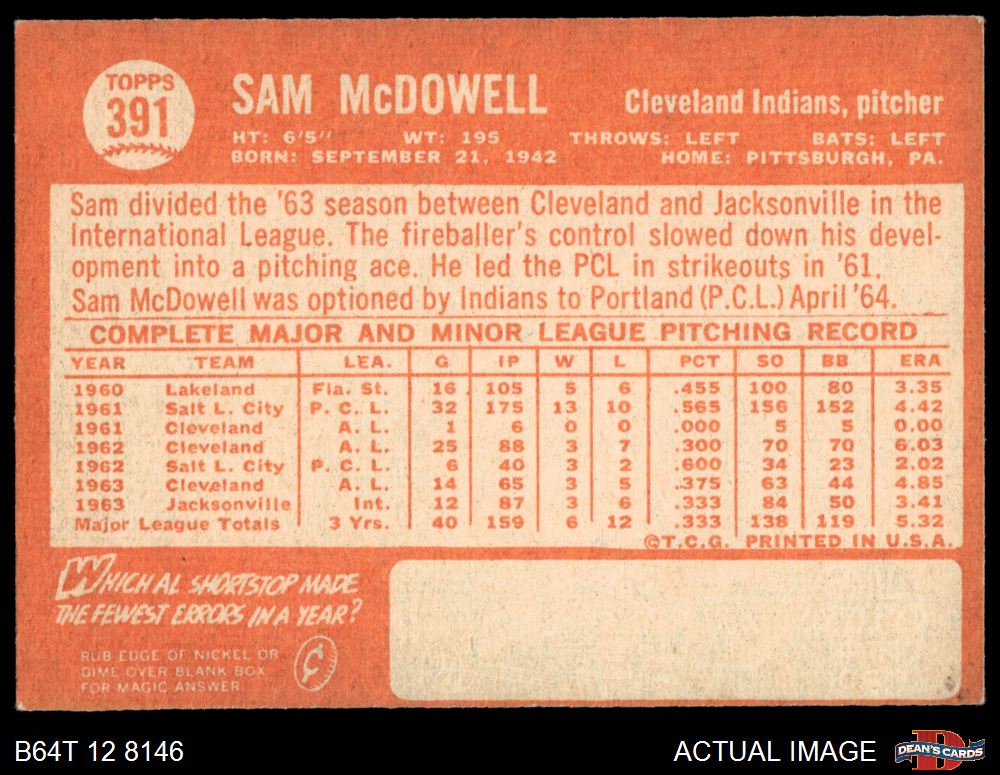 TOPPS
391
SAM McDOWELL
Cleveland Indians, pitcher
HT: 6'5" WT: 195 THROWS: LEFT BATS: LEFT
BORN: SEPTEMBER 21, 1942 HOME: PITTSBURGH, PA.
Sam divided the '63 season between Cleveland and Jacksonville in the
International League. The fireballer's control slowed down his devel-
opment into a pitching ace. He led the PCL in strikeouts in '61.
Sam McDowell was optioned by Indians to Portland (P.C.L.) April '64.
COMPLETE MAJOR AND MINOR LEAGUE PITCHING RECORD
YEAR TEAM LEA. G IP W L PCT SO BB ERA
1960 Lakeland Fla. St. 16 105 5 6 .455 100 80 3.35
1961 Salt L. City P. C. L. 32 175 13 10 .565 156 152 4.42
1961 Cleveland A. L. 1 6 0 0 .000 5 5 0.00
1962 Cleveland A. L. 25 88 3 7 .300 70 70 6.03
1962 Salt L. City P. C. L. 6 40 3 2 .600 34 23 2.02
1963 Cleveland A. L. 14 65 3 5 .375 63 44 4.85
1963 Jacksonville Int. 12 87 3 6 .333 84 50 3.41
Major League Totals 3 Yrs. 40 159 6 12 .333 138 119 5.32
©T.C.G. PRINTED IN U.S.A.
WHICH AL SHORTSTOP MADE
THE FEWEST ERRORS IN A YEAR?
RUB EDGE OF NICKEL OR
DIME OVER BLANK BOX
FOR MAGIC ANSWER
¢
B64T 12 8146
ACTUAL IMAGE
DEAN'S CARDS